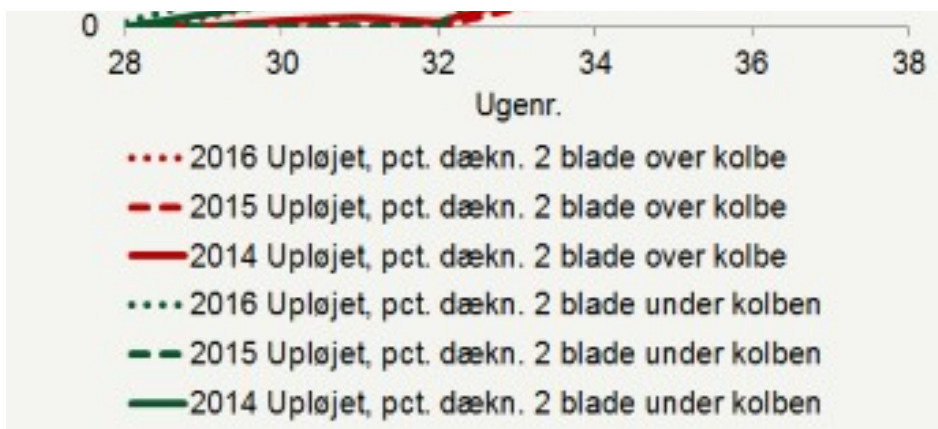 0
28 30 32 34 36 38
Ugenr.
2016 Upløjet, pct. dækn. 2 blade over kolbe
2015 Upløjet, pct. dækn. 2 blade over kolbe
2014 Upløjet, pct. dækn. 2 blade over kolbe
2016 Upløjet, pct. dækn. 2 blade under kolben
2015 Upløjet, pct. dækn. 2 blade under kolben
2014 Upløjet, pct. dækn. 2 blade under kolben